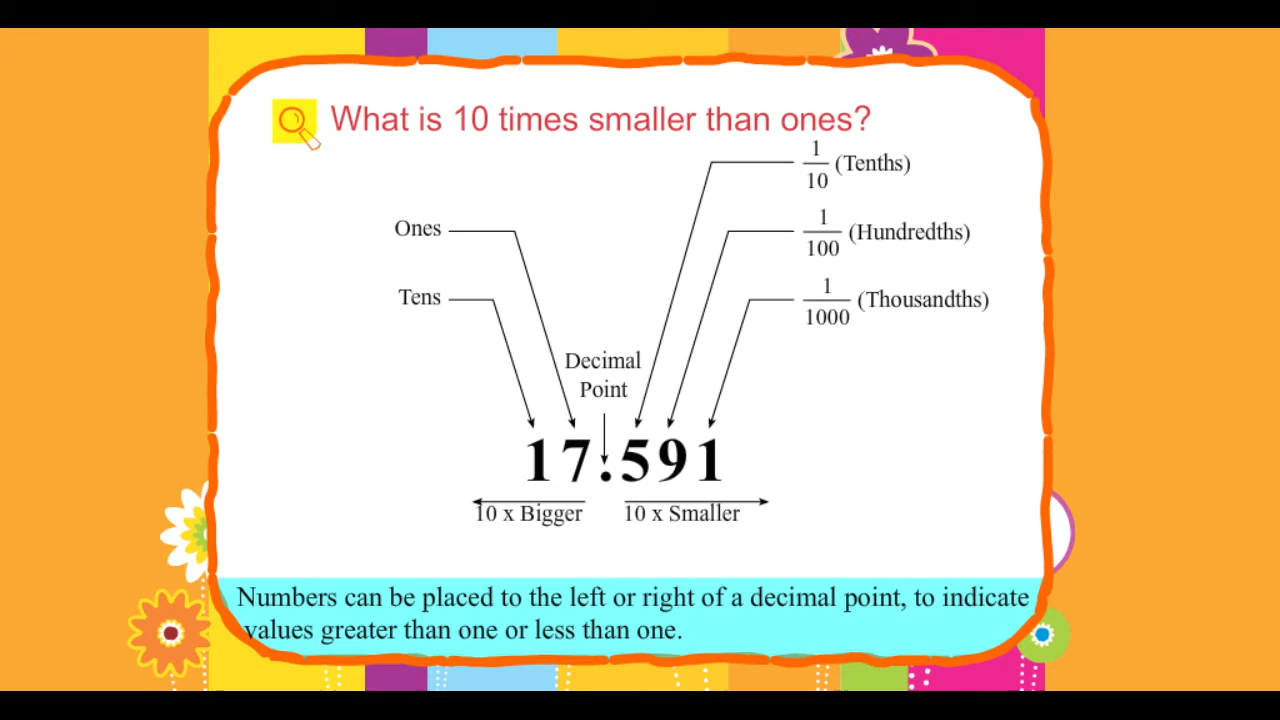 What is 10 times smaller than ones?
1
10
(Tenths)
Ones
1
100
(Hundredths)
Tens
1
1000
(Thousandths)
Decimal
Point
17.591
10 x Bigger
10 x Smaller
Numbers can be placed to the left or right of a decimal point, to indicate
values greater than one or less than one.